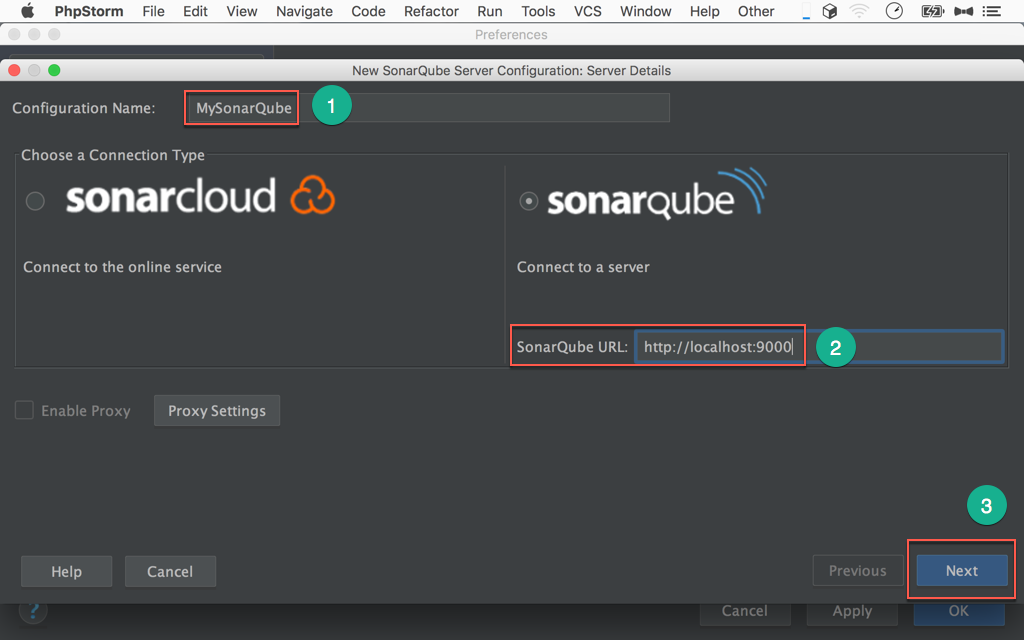 PhpStorm File Edit View Navigate Code Refactor Run Tools VCS Window Help Other
Preferences
New SonarQube Server Configuration: Server Details
Configuration Name: MySonarQube 1
Choose a Connection Type
sonarcloud sonarqube
Connect to the online service Connect to a server
SonarQube URL: http://localhost:9000 2
Enable Proxy Proxy Settings
3
Help Cancel Previous Next
? Cancel Apply OK